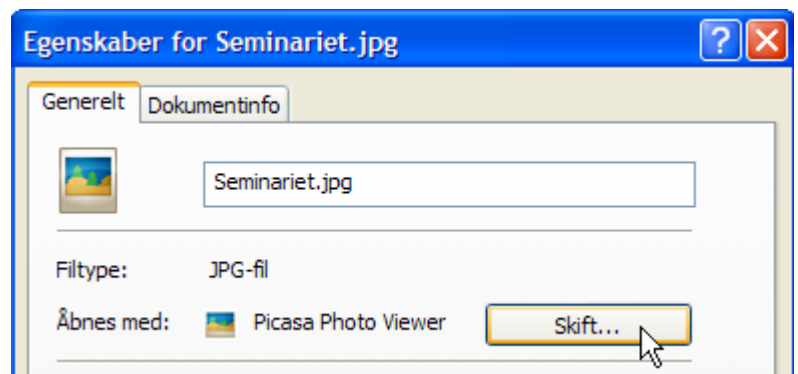 Egenskaber for Seminariet.jpg
Generelt Dokumentinfo
Seminariet.jpg
Filtype: JPG-fil
Åbnes med: Picasa Photo Viewer Skift...